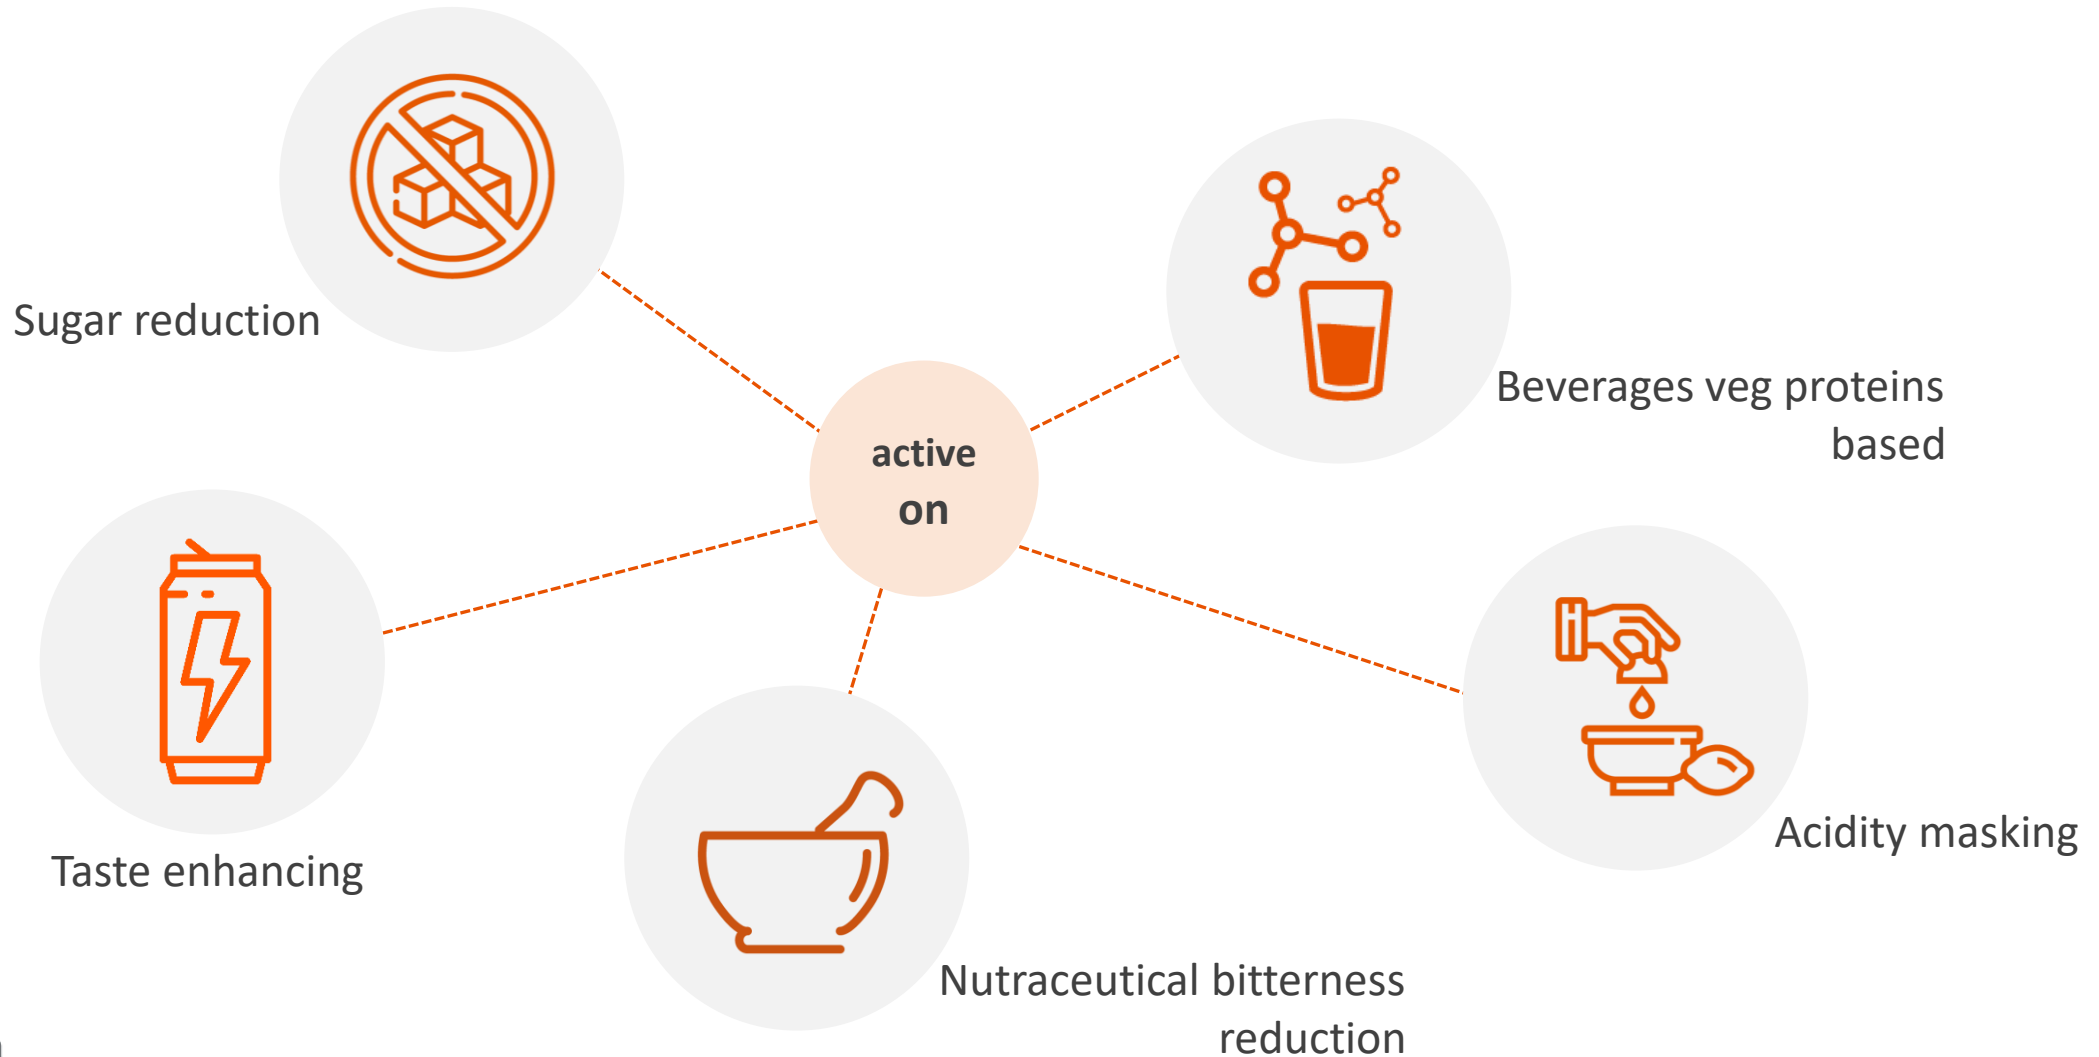 Sugar reduction
Beverages veg proteins
based
active
on
Taste enhancing
Acidity masking
Nutraceutical bitterness
reduction